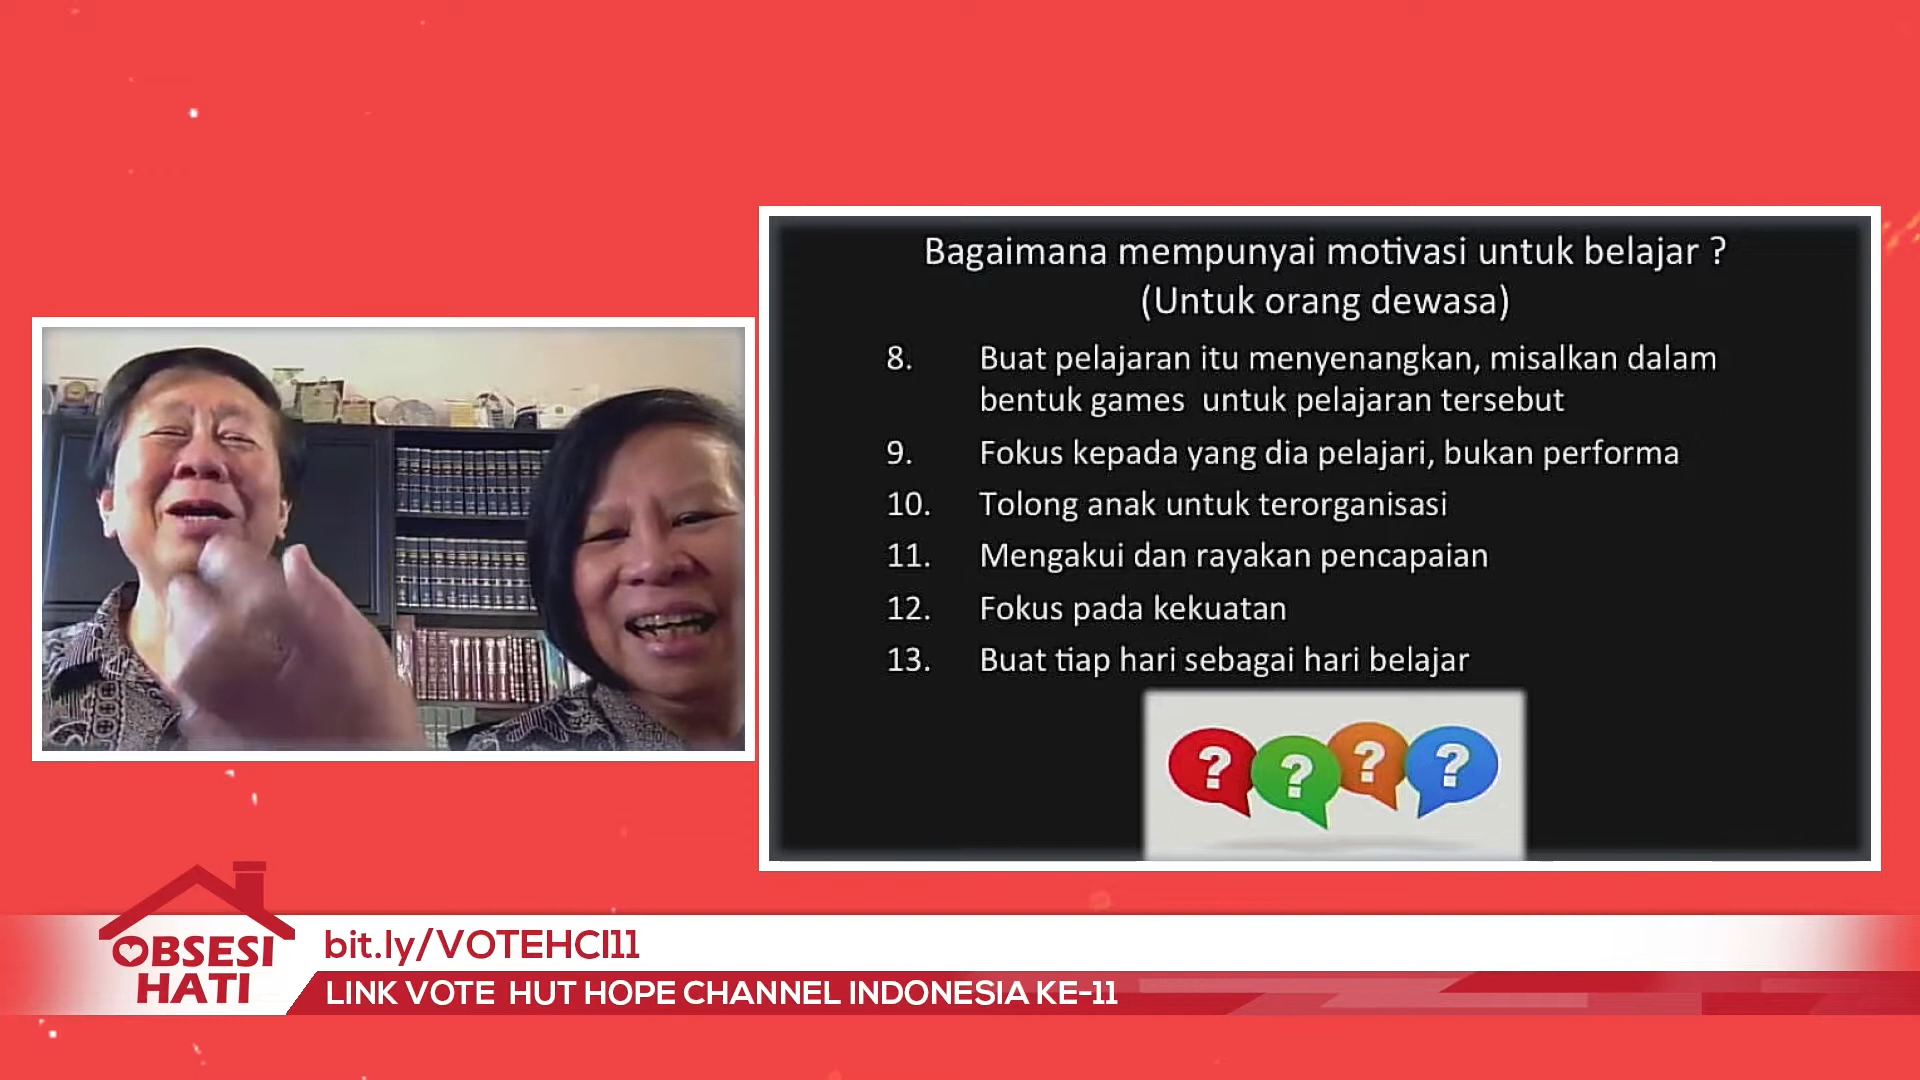 Bagaimana mempunyai motivasi untuk belajar ?
(Untuk orang dewasa)
8. Buat pelajaran itu menyenangkan, misalkan dalam
bentuk games untuk pelajaran tersebut
9. Fokus kepada yang dia pelajari, bukan performa
10. Tolong anak untuk terorganisasi
11. Mengakui dan rayakan pencapaian
12. Fokus pada kekuatan
13. Buat tiap hari sebagai hari belajar
? ? ? ?
OBSESI
HATI
bit.ly/VOTEHCI11
LINK VOTE HUT HOPE CHANNEL INDONESIA KE-11